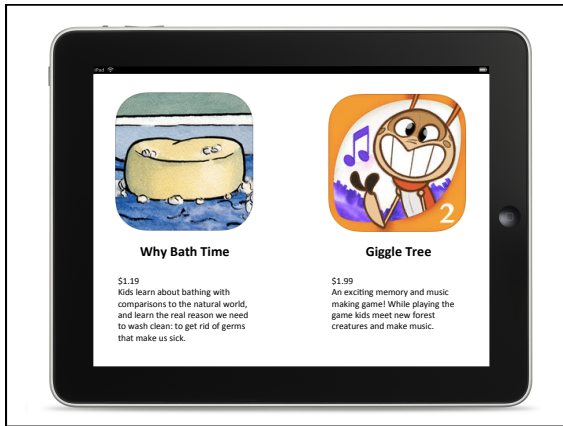 iPad
2
Why Bath Time
$1.19
Kids learn about bathing with
comparisons to the natural world,
and learn the real reason we need
to wash clean: to get rid of germs
that make us sick.
Giggle Tree
$1.99
An exciting memory and music
making game! While playing the
game kids meet new forest
creatures and make music.